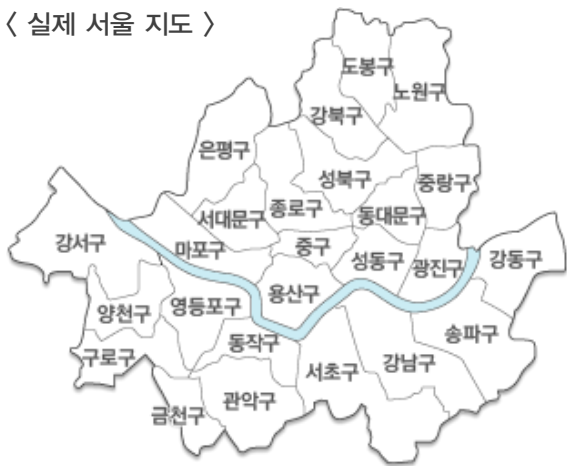 < 실제 서울 지도 >
도봉구
노원구
강북구
은평구
성북구
중랑구
서대문구
종로구
동대문구
강서구
마포구
중구
성동구
광진구
강동구
양천구
영등포구
용산구
구로구
동작구
서초구
강남구
송파구
금천구
관악구